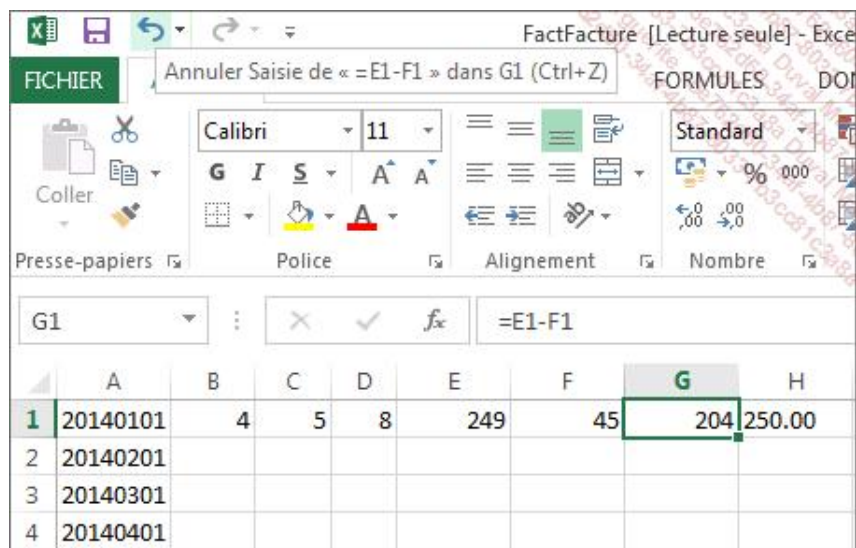 FactFacture [Lecture seule] - Exce
Annuler Saisie de « =E1-F1 » dans G1 (Ctrl+Z)
FICHIER FORMULES DON
Calibri 11 Standard
Coller G I S A A % 000
A ,00 ,0
Presse-papiers Police Alignement Nombre
G1 fx =E1-F1
A B C D E F G H
1 20140101 4 5 8 249 45 204 250.00
2 20140201
3 20140301
4 20140401